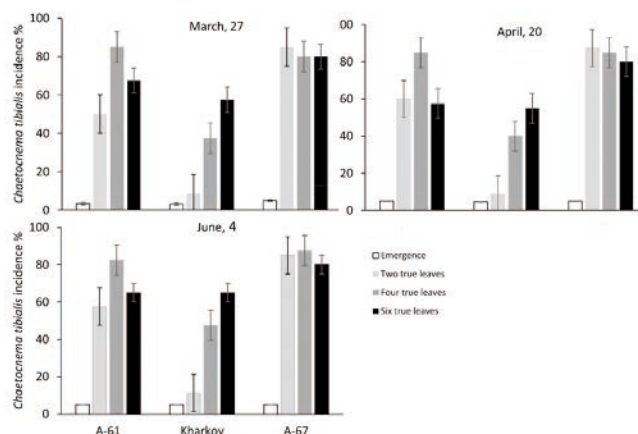 March, 27
Chaetocnema tibialis incidence %
100
80
60
40
20
0
April, 20
00
80
60
40
20
0
June, 4
Chaetocnema tibialis incidence %
80
60
40
20
0
A-61 Kharkov A-67
Emergence
Two true leaves
Four true leaves
Six true leaves